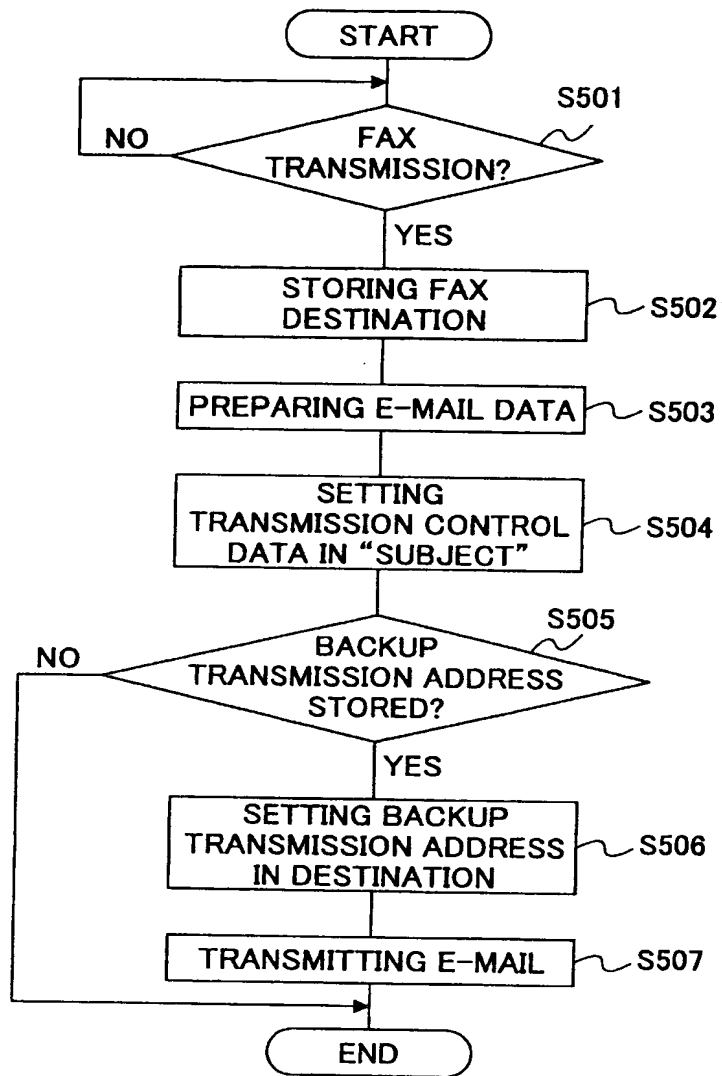 START
S501
NO
FAX
TRANSMISSION?
YES
STORING FAX
DESTINATION
S502
PREPARING E-MAIL DATA
S503
SETTING
TRANSMISSION CONTROL
DATA IN “SUBJECT”
S504
S505
NO
BACKUP
TRANSMISSION ADDRESS
STORED?
YES
SETTING BACKUP
TRANSMISSION ADDRESS
IN DESTINATION
S506
TRANSMITTING E-MAIL
S507
END